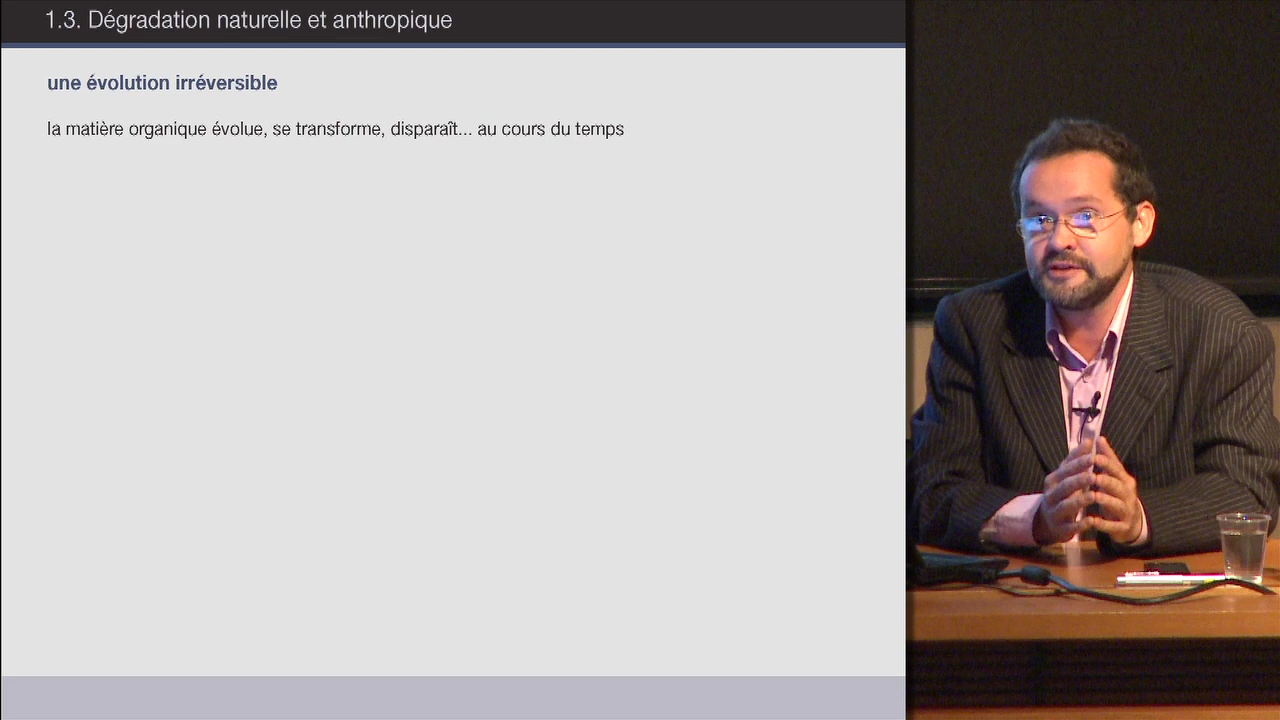 1.3. Dégradation naturelle et anthropique
une évolution irréversible
la matière organique évolue, se transforme, disparaît... au cours du temps